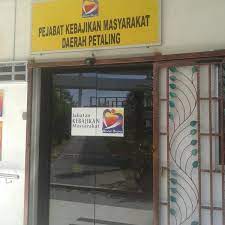 PEJABAT KEBAJIKAN MASYARAKAT
DAERAH PETALING
Jabatan
KEBAJIKAN
Masyarakat